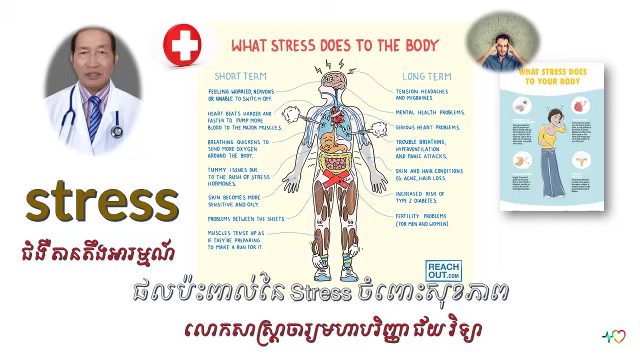 WHAT STRESS DOES TO THE BODY
SHORT TERM
FEELING WORRIED, NERVOUS
OR UNABLE TO SWITCH OFF.
HEART BEATS HARDER AND
FASTER TO PUMP MORE
BLOOD TO THE MAJOR MUSCLES.
BREATHING QUICKENS TO
SEND MORE OXYGEN
AROUND THE BODY.
TUMMY ISSUES DUE
TO THE RUSH OF STRESS
HORMONES.
SKIN BECOMES MORE
SENSITIVE AND OILY.
PROBLEMS BETWEEN THE SHEETS.
MUSCLES TENSE UP AS
IF THEY'RE PREPARING
TO MAKE A RUN FOR IT.
LONG TERM
TENSION HEADACHES
AND MIGRAINES.
MENTAL HEALTH PROBLEMS.
SERIOUS HEART PROBLEMS.
TROUBLE BREATHING,
HYPERVENTILATION
AND PANIC ATTACKS.
SKIN AND HAIR CONDITIONS
EG ACNE, HAIR LOSS.
INCREASED RISK OF
TYPE 2 DIABETES.
FERTILITY PROBLEMS
(FOR MEN AND WOMEN).
REACH
OUT.COM
WHAT STRESS DOES
TO YOUR BODY
stress
ជំងឺ តានតឹងអារម្មណ៍
ផលប៉ះពាល់នៃ Stress ចំពោះសុខភាព
លោកសាស្ត្រាចារ្យមហាបរិញ្ញា ជ័យ វិទ្យា